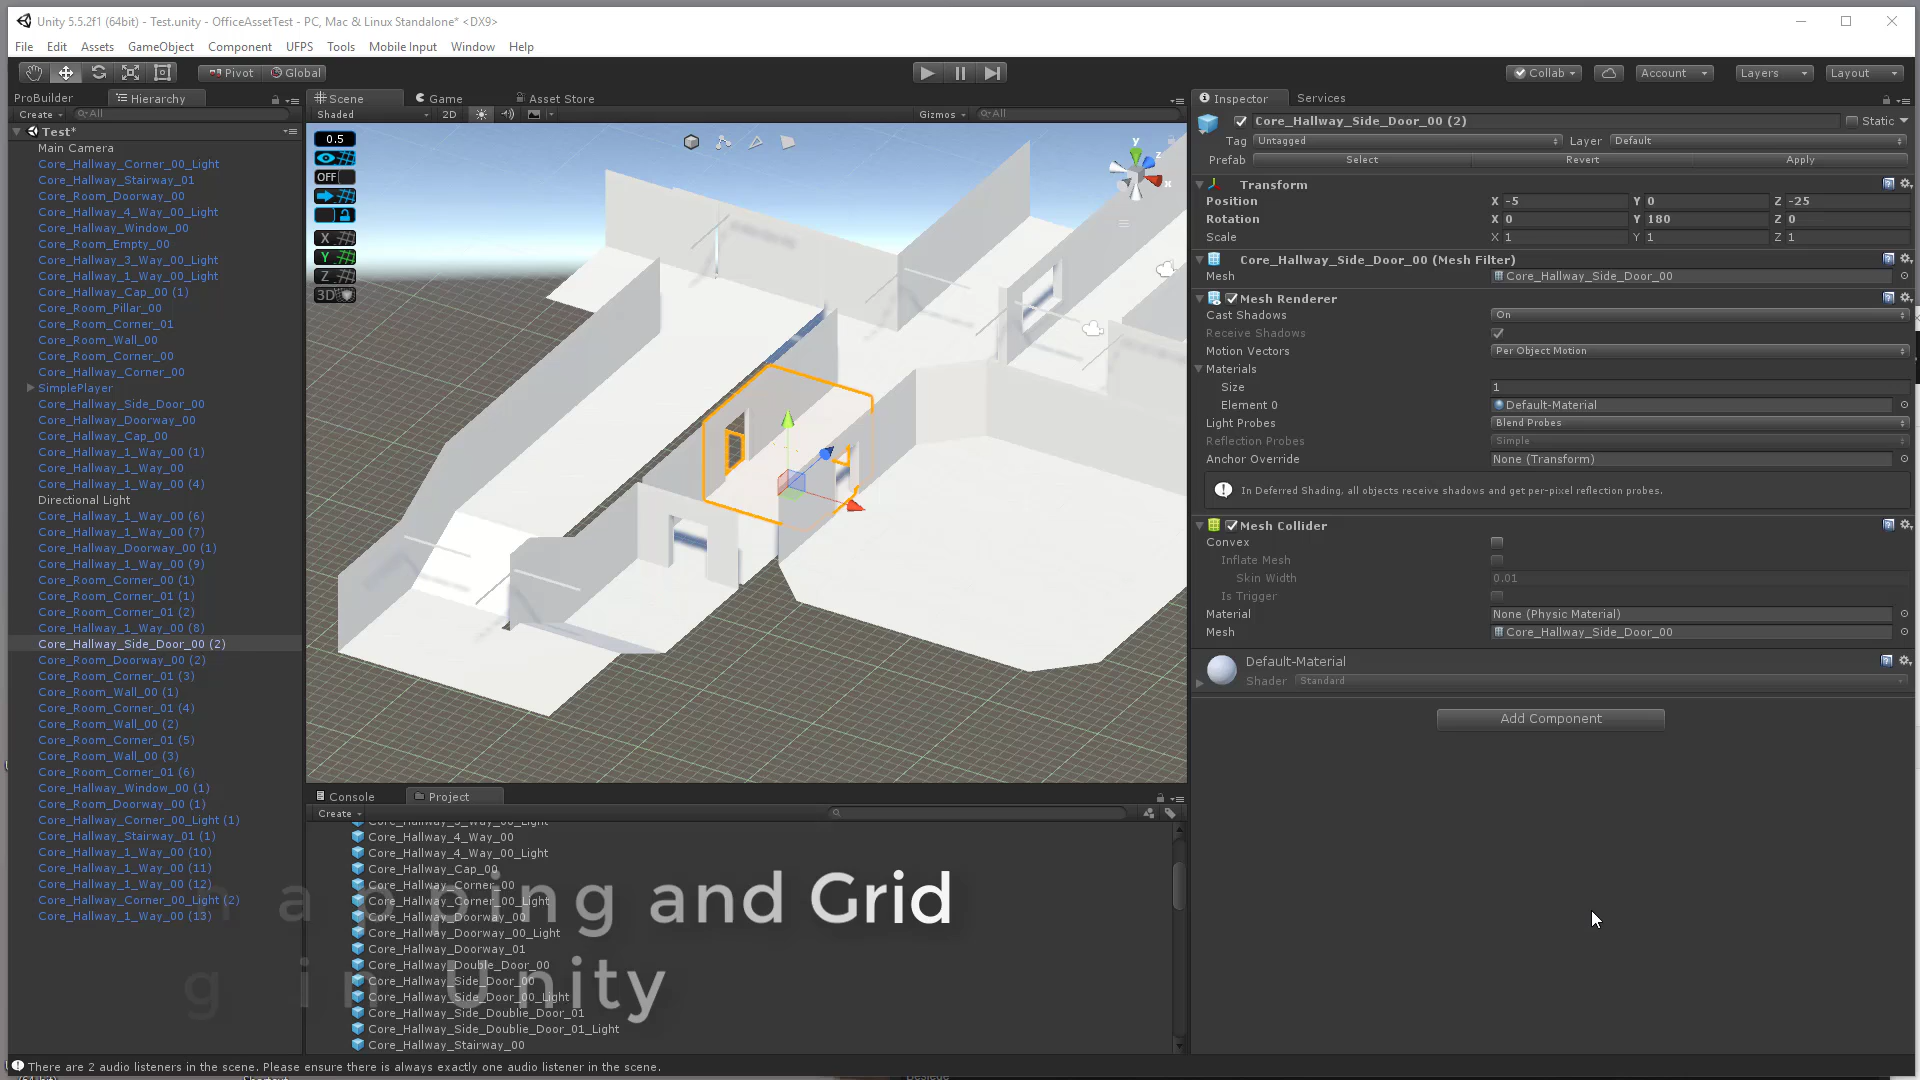 Unity 5.5.2f1 (64bit) - Test.unity - OfficeAssetTest - PC, Mac & Linux Standalone* <DX9>
File Edit Assets GameObject Component UFPS Tools Mobile Input Window Help
Pivot Global
Collab Account Layers Layout
ProBuilder Hierarchy
Create All
Test*
Main Camera
Core_Hallway_Corner_00_Light
Core_Hallway_Stairway_01
Core_Room_Doorway_00
Core_Hallway_4_Way_00_Light
Core_Hallway_Window_00
Core_Room_Empty_00
Core_Hallway_3_Way_00_Light
Core_Hallway_1_Way_00_Light
Core_Hallway_Cap_00 (1)
Core_Room_Pillar_00
Core_Room_Corner_01
Core_Room_Wall_00
Core_Room_Corner_00
Core_Hallway_Corner_00
SimplePlayer
Core_Hallway_Side_Door_00
Core_Hallway_Doorway_00
Core_Hallway_Cap_00
Core_Hallway_1_Way_00 (1)
Core_Hallway_1_Way_00
Core_Hallway_1_Way_00 (4)
Directional Light
Core_Hallway_1_Way_00 (6)
Core_Hallway_1_Way_00 (7)
Core_Hallway_Doorway_00 (1)
Core_Hallway_1_Way_00 (9)
Core_Room_Corner_00 (1)
Core_Room_Corner_01 (1)
Core_Room_Corner_01 (2)
Core_Hallway_1_Way_00 (8)
Core_Hallway_Side_Door_00 (2)
Core_Room_Doorway_00 (2)
Core_Room_Corner_01 (3)
Core_Room_Wall_00 (1)
Core_Room_Corner_01 (4)
Core_Room_Wall_00 (2)
Core_Room_Corner_01 (5)
Core_Room_Wall_00 (3)
Core_Room_Corner_01 (6)
Core_Hallway_Window_00 (1)
Core_Room_Doorway_00 (1)
Core_Hallway_Corner_00_Light (1)
Core_Hallway_Stairway_01 (1)
Core_Hallway_1_Way_00 (10)
Core_Hallway_1_Way_00 (11)
Core_Hallway_1_Way_00 (12)
Core_Hallway_Corner_00_Light (2)
Core_Hallway_1_Way_00 (13)
Scene Game Asset Store
Shaded 2D Gizmos All
0.5
OFF
X
Y
Z
3D
y
z
x
Console Project
Create
Core_Hallway_4_Way_00
Core_Hallway_4_Way_00_Light
Core_Hallway_Cap_00
Core_Hallway_Corner_00
Core_Hallway_Corner_00_Light
Core_Hallway_Doorway_00
Core_Hallway_Doorway_00_Light
Core_Hallway_Doorway_01
Core_Hallway_Double_Door_00
Core_Hallway_Side_Door_00
Core_Hallway_Side_Door_00_Light
Core_Hallway_Side_Doublie_Door_01
Core_Hallway_Side_Doublie_Door_01_Light
Core_Hallway_Stairway_00
apping and Grid
g in Unity
Inspector Services
Core_Hallway_Side_Door_00 (2) Static
Tag Untagged Layer Default
Prefab Select Revert Apply
Transform
Position X -5 Y 0 Z -25
Rotation X 0 Y 180 Z 0
Scale X 1 Y 1 Z 1
Core_Hallway_Side_Door_00 (Mesh Filter)
Mesh Core_Hallway_Side_Door_00
Mesh Renderer
Cast Shadows On
Receive Shadows
Motion Vectors Per Object Motion
Materials
Size 1
Element 0 Default-Material
Light Probes Blend Probes
Reflection Probes Simple
Anchor Override None (Transform)
In Deferred Shading, all objects receive shadows and get per-pixel reflection probes.
Mesh Collider
Convex
Inflate Mesh
Skin Width 0.01
Is Trigger
Material None (Physic Material)
Mesh Core_Hallway_Side_Door_00
Default-Material
Shader Standard
Add Component
There are 2 audio listeners in the scene. Please ensure there is always exactly one audio listener in the scene.